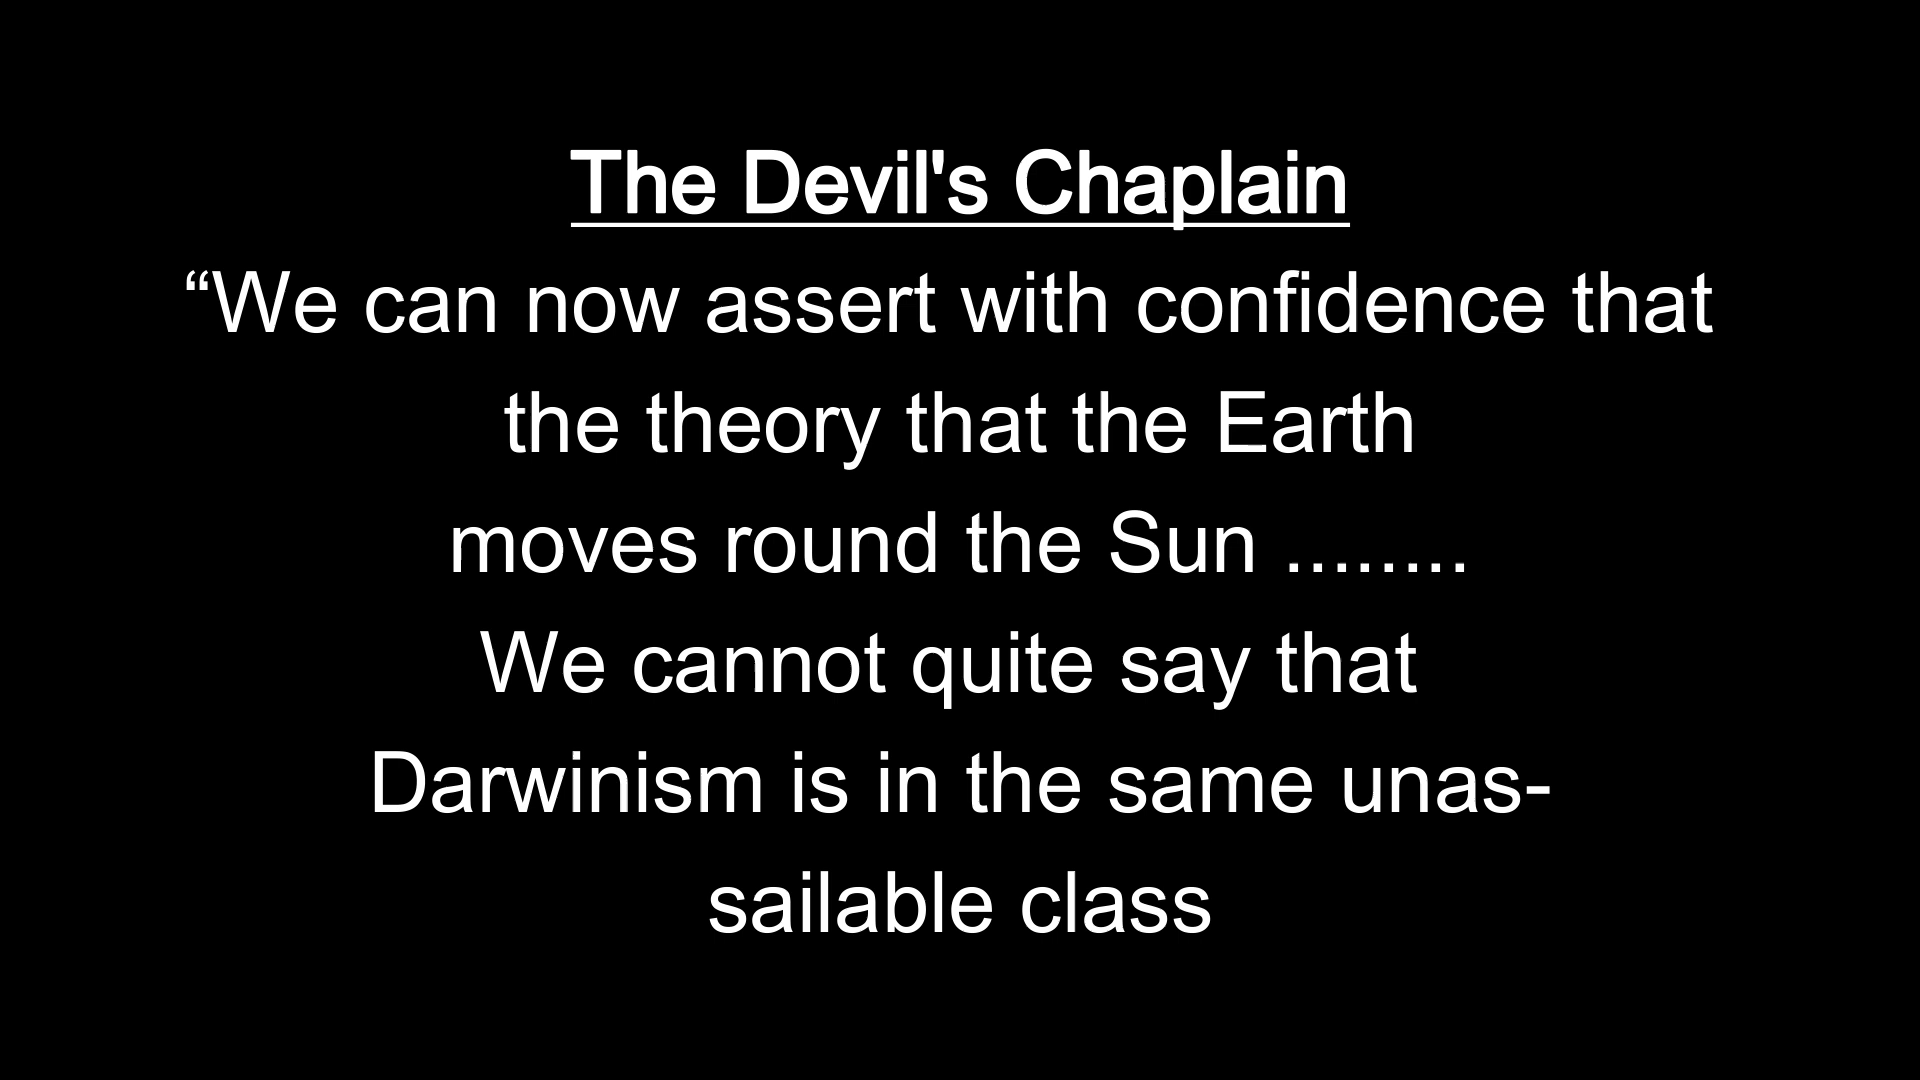 The Devil's Chaplain
“We can now assert with confidence that
the theory that the Earth
moves round the Sun ........
We cannot quite say that
Darwinism is in the same unas-
sailable class